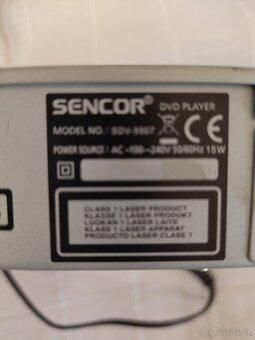 SENCOR® DVD PLAYER
MODEL NO.: SDV-8807
POWER SOURCE: AC ~100—240V 50/60Hz 15W
CLASS 1 LASER PRODUCT
KLASSE 1 LASER PRODUKT
LUOKAN 1 LASER LAITE
KLASS 1 LASER APPARAT
PRODUCTO LASER CLASE 1